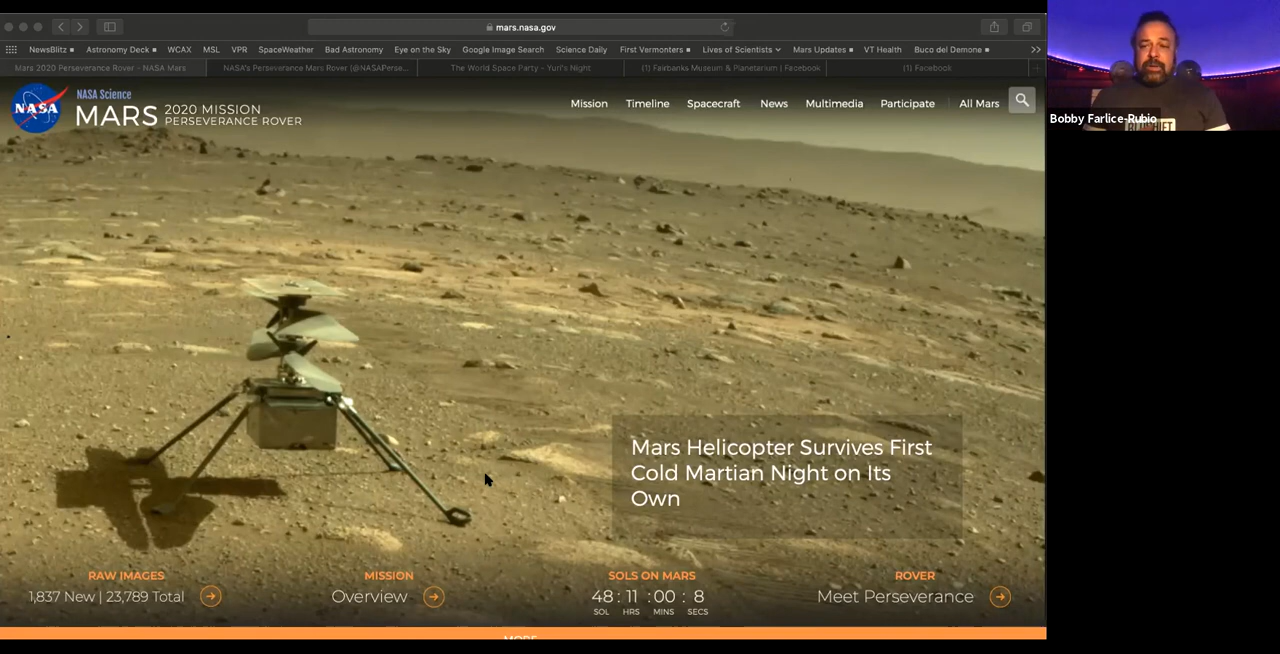 mars.nasa.gov
NewsBlitz Astronomy Deck WCAX MSL VPR SpaceWeather Bad Astronomy Eye on the Sky Google Image Search Science Daily First Vermonters Lives of Scientists Mars Updates VT Health Buco del Demone
Mars 2020 Perseverance Rover - NASA Mars NASA's Perseverance Mars Rover (@NASAPerse... The World Space Party - Yuri's Night (1) Fairbanks Museum & Planetarium | Facebook (1) Facebook
NASA
NASA Science
MARS
2020 MISSION
PERSEVERANCE ROVER
Mission Timeline Spacecraft News Multimedia Participate All Mars
Bobby Farlice-Rubio
Mars Helicopter Survives First
Cold Martian Night on Its
Own
RAW IMAGES MISSION SOLS ON MARS ROVER
1,837 New | 23,789 Total Overview 48 : 11 : 00 : 8 Meet Perseverance
SOL HRS MINS SECS
MORE